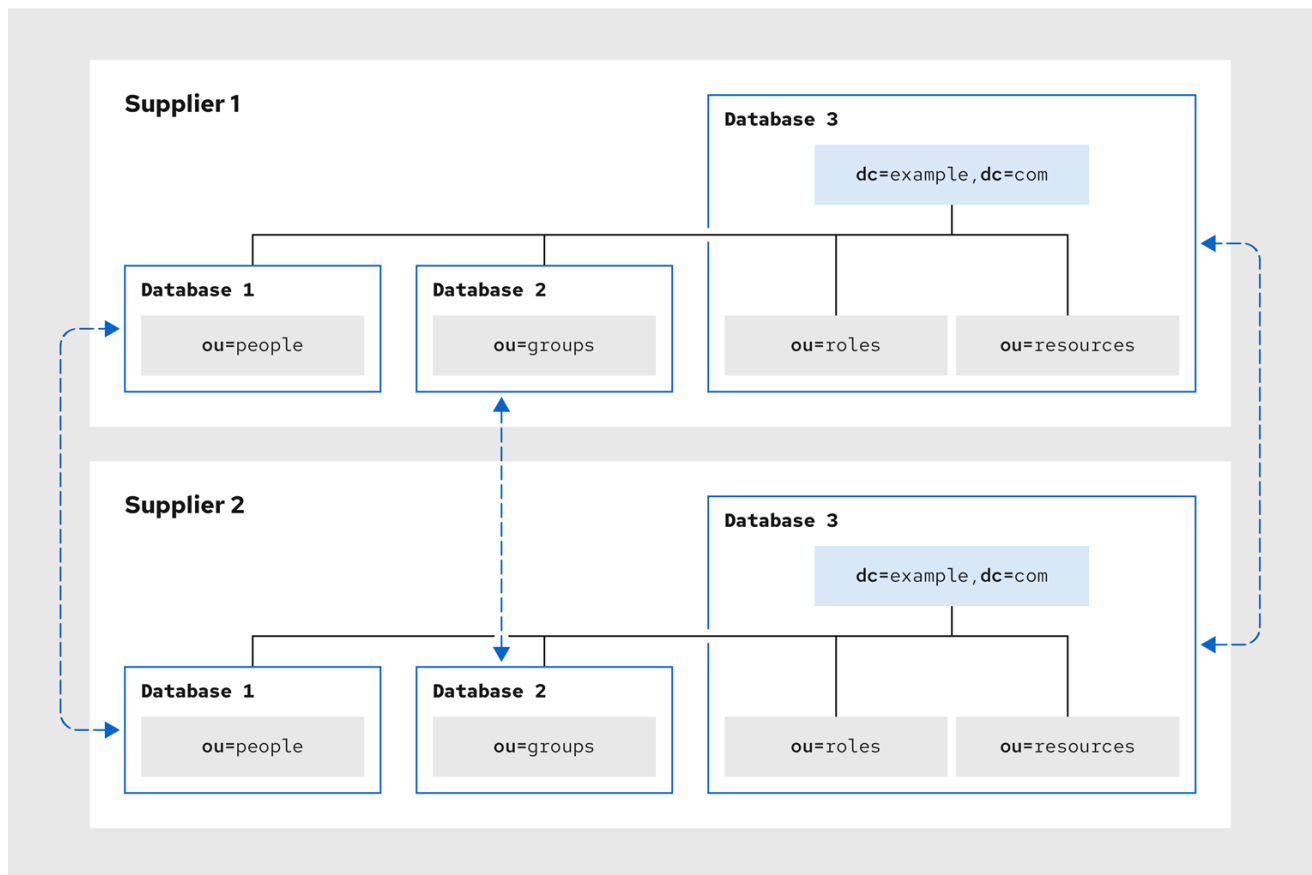 Supplier 1
Database 3
dc=example,dc=com
Database 1
Database 2
ou=people
ou=groups
ou=roles
ou=resources
Supplier 2
Database 3
dc=example,dc=com
Database 1
Database 2
ou=people
ou=groups
ou=roles
ou=resources